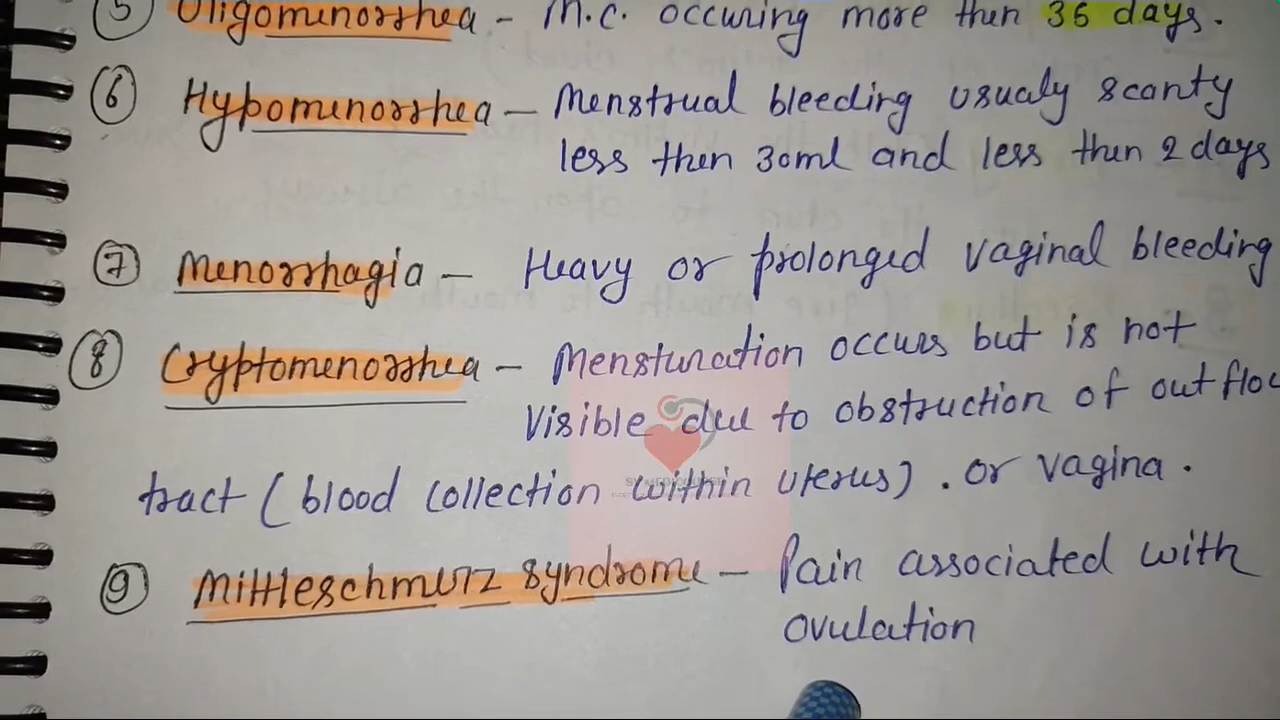 5 Oligomenorrhea - M.C. occuring more then 35 days.
6 Hypomenorrhea - Menstrual bleeding usualy scanty
less then 30ml and less then 2 days
7 Menorrhagia - Heavy or prolonged vaginal bleeding
8 Cryptomenorrhea - Mensturation occurs but is not
visible due to obstruction of outflo
tract (blood collection within uterus). or vagina.
9 Mittleschmurz syndrome - Pain associated with
ovulation